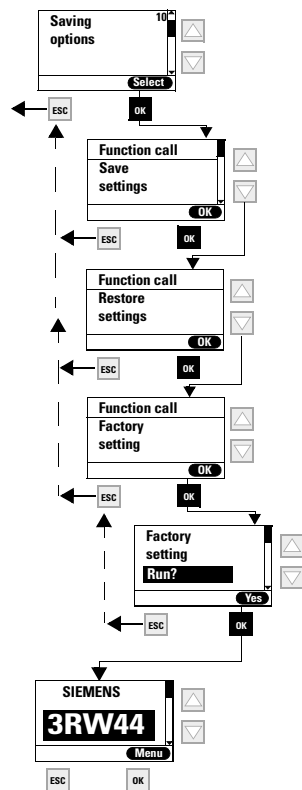 Saving 10
options
Select
ESC OK
Function call
Save
settings
OK
ESC OK
Function call
Restore
settings
OK
ESC OK
Function call
Factory
setting
OK
ESC OK
Factory
setting
Run?
Yes
ESC OK
SIEMENS
3RW44
Menu
ESC OK